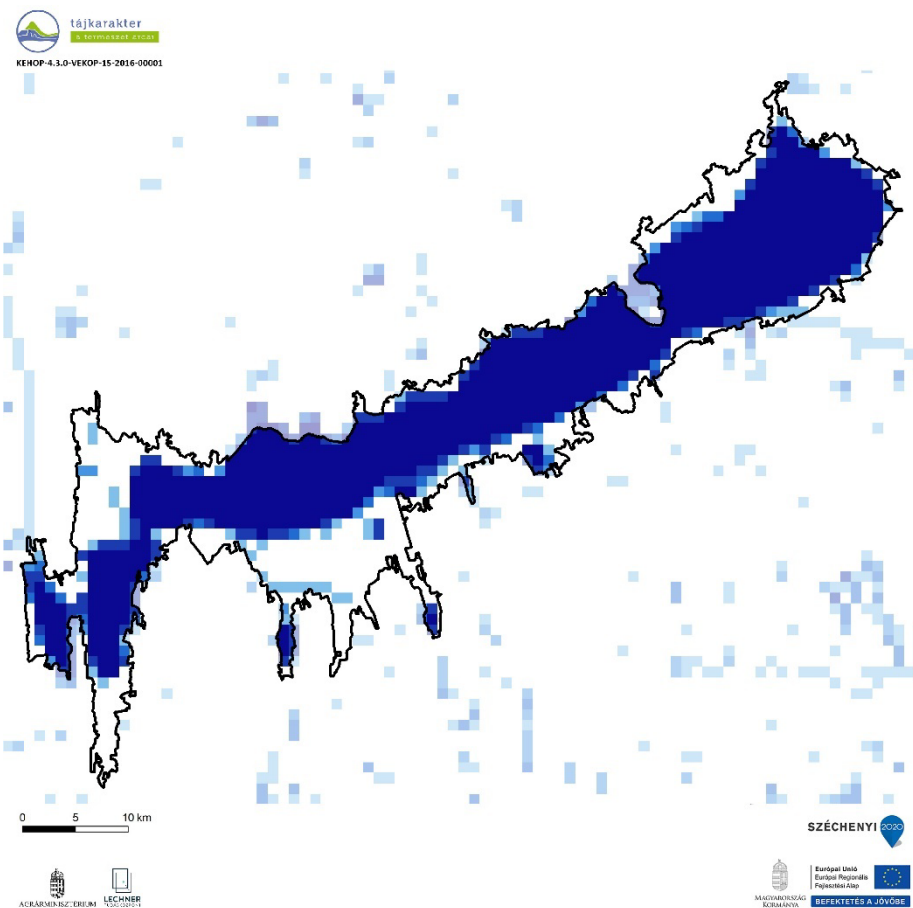 tájkarakter
a természet arcai
KEHOP-4.3.0-VEKOP-15-2016-00001
0 5 10 km
SZÉCHENYI 2020
AGRÁRMINISZTÉRIUM
LECHNER
TUDÁSKÖZPONT
MAGYARORSZÁG
KORMÁNYA
Európai Unió
Európai Regionális
Fejlesztési Alap
BEFEKTETÉS A JÖVŐBE